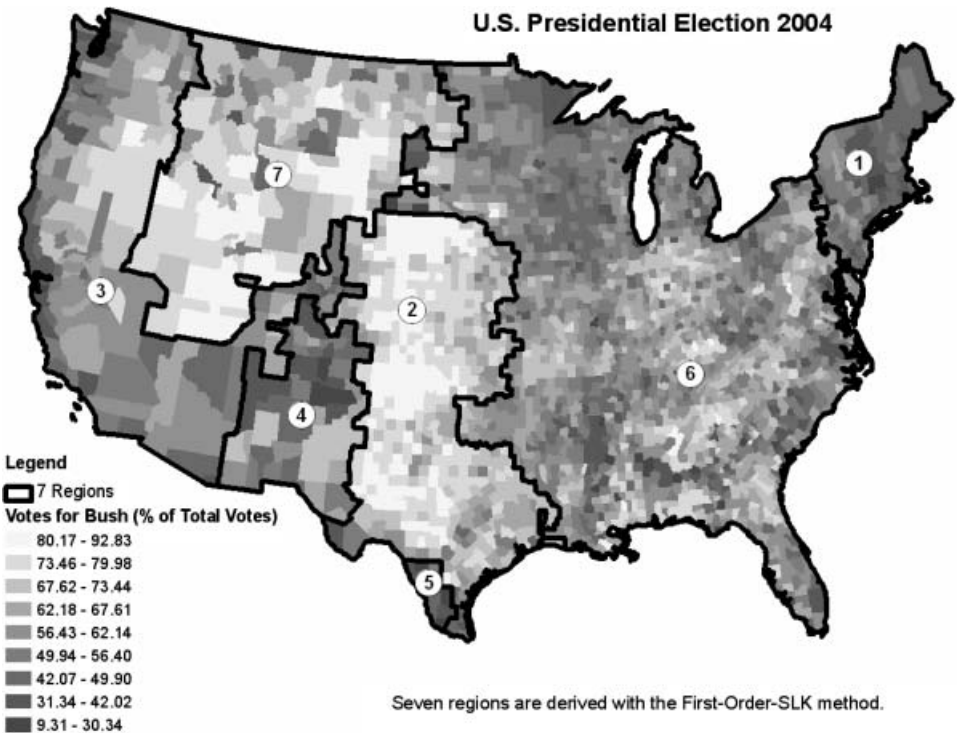 U.S. Presidential Election 2004
1
7
3
2
6
4
5
Legend
7 Regions
Votes for Bush (% of Total Votes)
80.17 - 92.83
73.46 - 79.98
67.62 - 73.44
62.18 - 67.61
56.43 - 62.14
49.94 - 56.40
42.07 - 49.90
31.34 - 42.02
9.31 - 30.34
Seven regions are derived with the First-Order-SLK method.